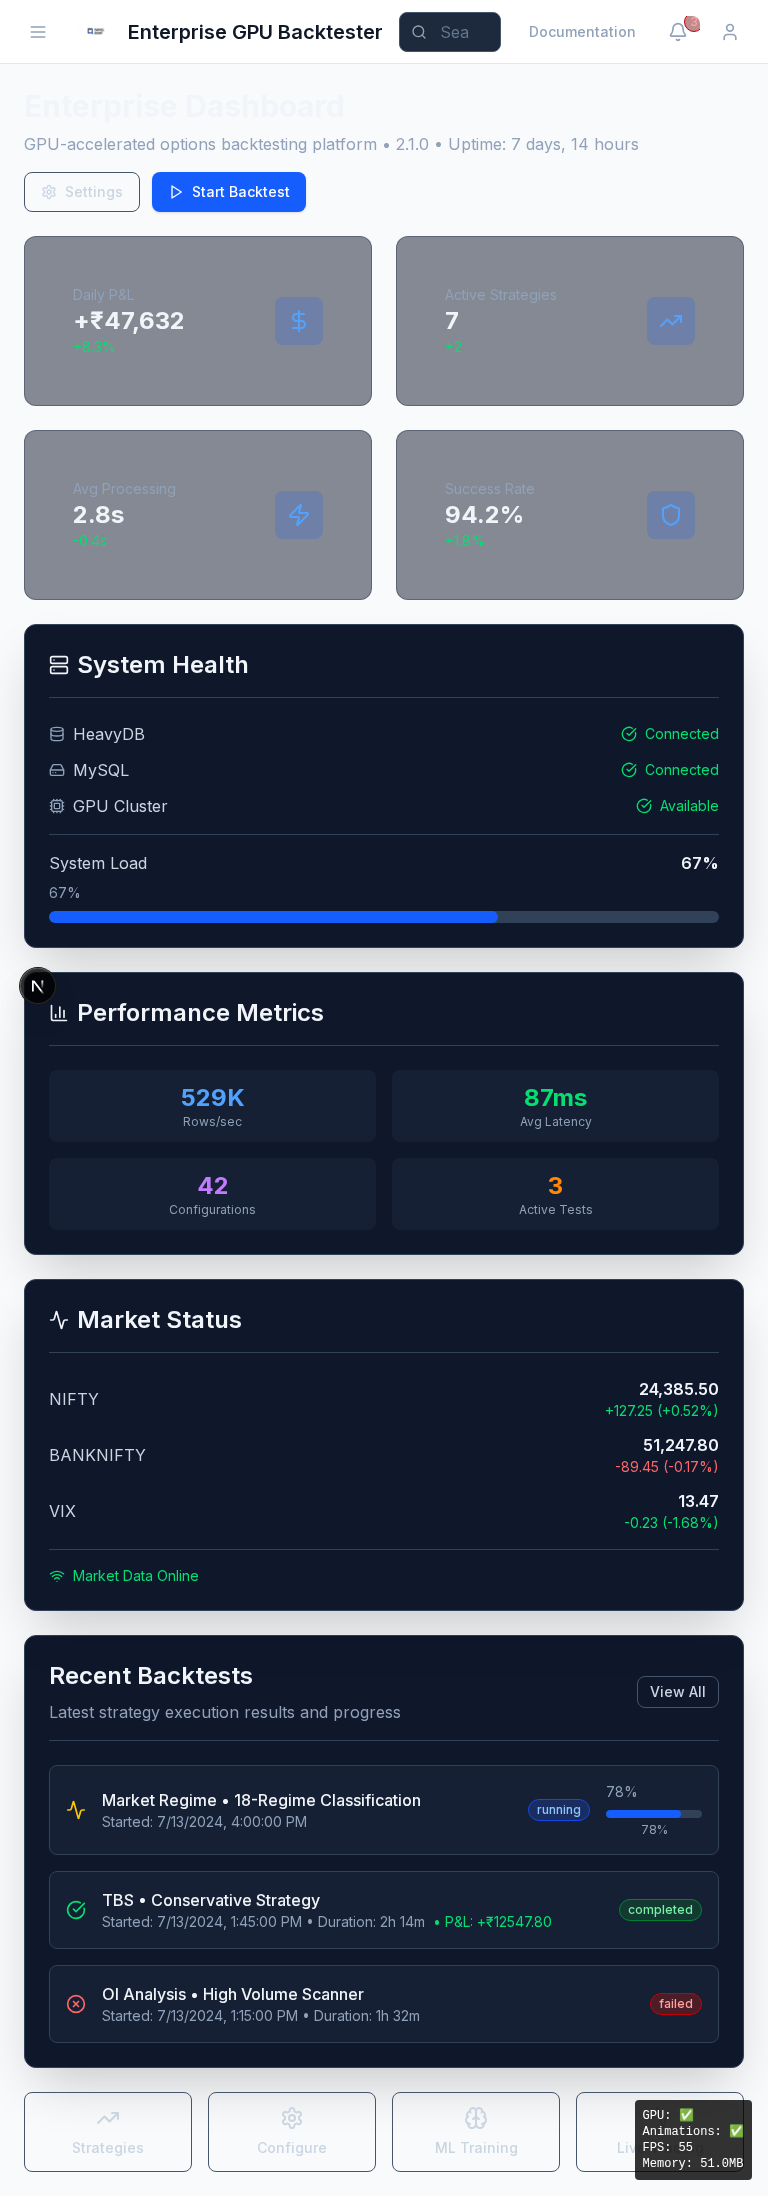 Enterprise GPU Backtester
Sea
Documentation
3
Enterprise Dashboard
GPU-accelerated options backtesting platform • 2.1.0 • Uptime: 7 days, 14 hours
Settings
Start Backtest
Daily P&L
+₹47,632
+8.3%
Active Strategies
7
+2
Avg Processing
2.8s
-0.4s
Success Rate
94.2%
+1.8%
System Health
HeavyDB
Connected
MySQL
Connected
GPU Cluster
Available
System Load
67%
67%
N
Performance Metrics
529K
Rows/sec
87ms
Avg Latency
42
Configurations
3
Active Tests
Market Status
NIFTY
24,385.50
+127.25 (+0.52%)
BANKNIFTY
51,247.80
-89.45 (-0.17%)
VIX
13.47
-0.23 (-1.68%)
Market Data Online
Recent Backtests
Latest strategy execution results and progress
View All
Market Regime • 18-Regime Classification
Started: 7/13/2024, 4:00:00 PM
running
78%
78%
TBS • Conservative Strategy
Started: 7/13/2024, 1:45:00 PM • Duration: 2h 14m • P&L: +₹12547.80
completed
OI Analysis • High Volume Scanner
Started: 7/13/2024, 1:15:00 PM • Duration: 1h 32m
failed
Strategies
Configure
ML Training
GPU: ✅
Animations: ✅
FPS: 55
Memory: 51.0MB